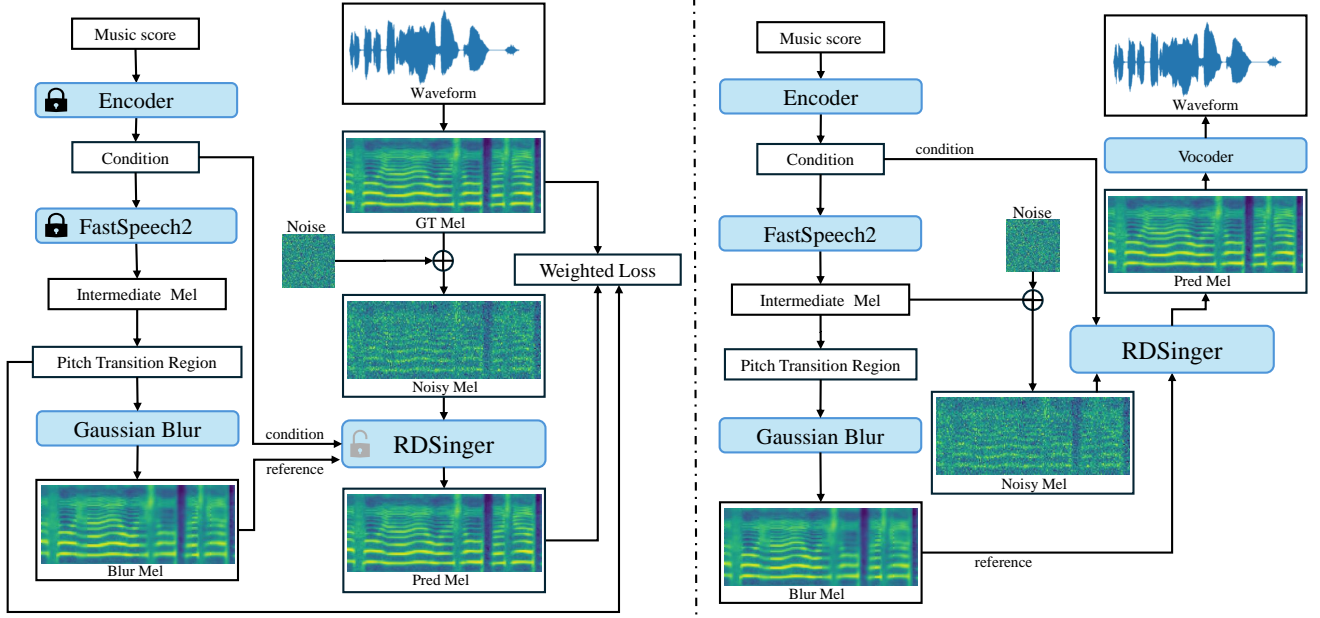 Music score
Encoder
Condition
FastSpeech2
Intermediate Mel
Pitch Transition Region
Gaussian Blur
Blur Mel
condition
reference
Waveform
GT Mel
Noise
Noisy Mel
RDSinger
Pred Mel
Weighted Loss
Music score
Encoder
Condition
condition
FastSpeech2
Intermediate Mel
Pitch Transition Region
Gaussian Blur
Blur Mel
reference
Noise
Noisy Mel
RDSinger
Pred Mel
Vocoder
Waveform